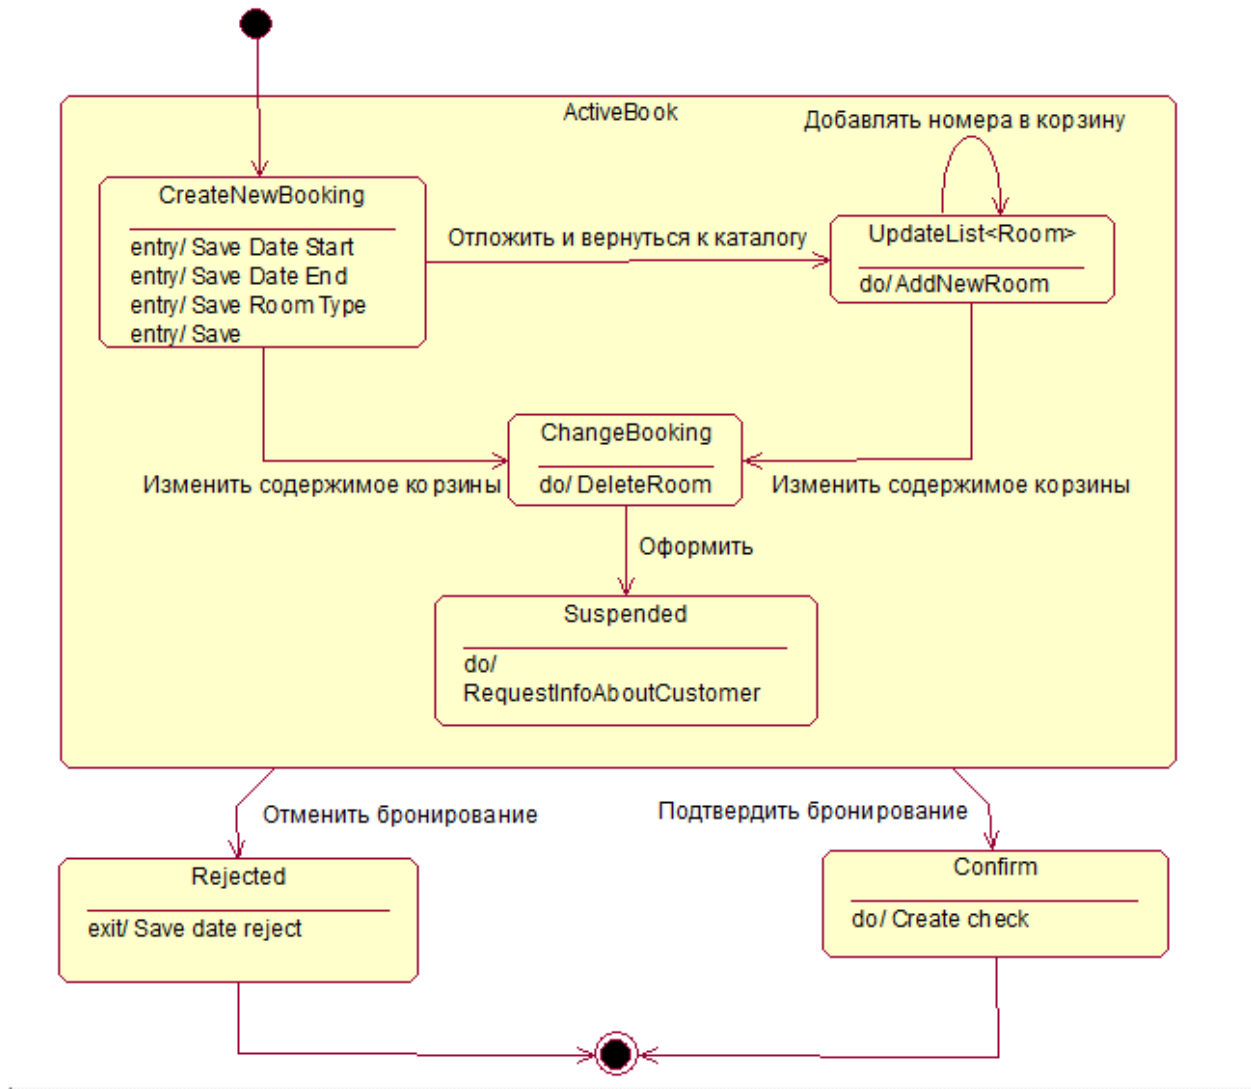 ActiveBook
Добавлять номера в корзину
CreateNewBooking
entry/ Save Date Start
entry/ Save Date End
entry/ Save Room Type
entry/ Save
Отложить и вернуться к каталогу
UpdateList<Room>
do/ AddNewRoom
ChangeBooking
do/ DeleteRoom
Изменить содержимое корзины
Изменить содержимое корзины
Оформить
Suspended
do/
RequestInfoAboutCustomer
Отменить бронирование
Подтвердить бронирование
Rejected
exit/ Save date reject
Confirm
do/ Create check